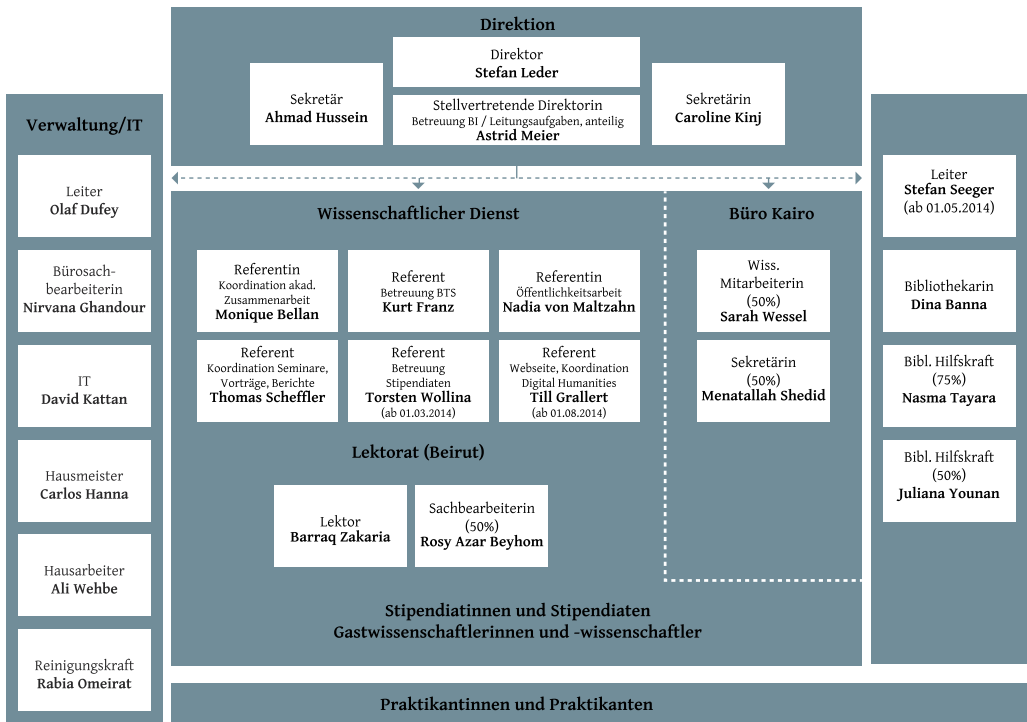 Direktion
Direktor
Stefan Leder
Sekretär
Ahmad Hussein
Stellvertretende Direktorin
Betreuung BI / Leitungsaufgaben, anteilig
Astrid Meier
Sekretärin
Caroline Kinj
Verwaltung/IT
Leiter
Olaf Dufey
Bürosach-
bearbeiterin
Nirvana Ghandour
IT
David Kattan
Hausmeister
Carlos Hanna
Hausarbeiter
Ali Wehbe
Reinigungskraft
Rabia Omeirat
Wissenschaftlicher Dienst
Referentin
Koordination akad.
Zusammenarbeit
Monique Bellan
Referent
Betreuung BTS
Kurt Franz
Referentin
Öffentlichkeitsarbeit
Nadia von Maltzahn
Referent
Koordination Seminare,
Vorträge, Berichte
Thomas Scheffler
Referent
Betreuung
Stipendiaten
Torsten Wollina
(ab 01.03.2014)
Referent
Webseite, Koordination
Digital Humanities
Till Grallert
(ab 01.08.2014)
Lektorat (Beirut)
Lektor
Barraq Zakaria
Sachbearbeiterin
(50%)
Rosy Azar Beyhom
Büro Kairo
Wiss.
Mitarbeiterin
(50%)
Sarah Wessel
Sekretärin
(50%)
Menatallah Shedid
Stipendiatinnen und Stipendiaten
Gastwissenschaftlerinnen und -wissenschaftler
Leiter
Stefan Seeger
(ab 01.05.2014)
Bibliothekarin
Dina Banna
Bibl. Hilfskraft
(75%)
Nasma Tayara
Bibl. Hilfskraft
(50%)
Juliana Younan
Praktikantinnen und Praktikanten